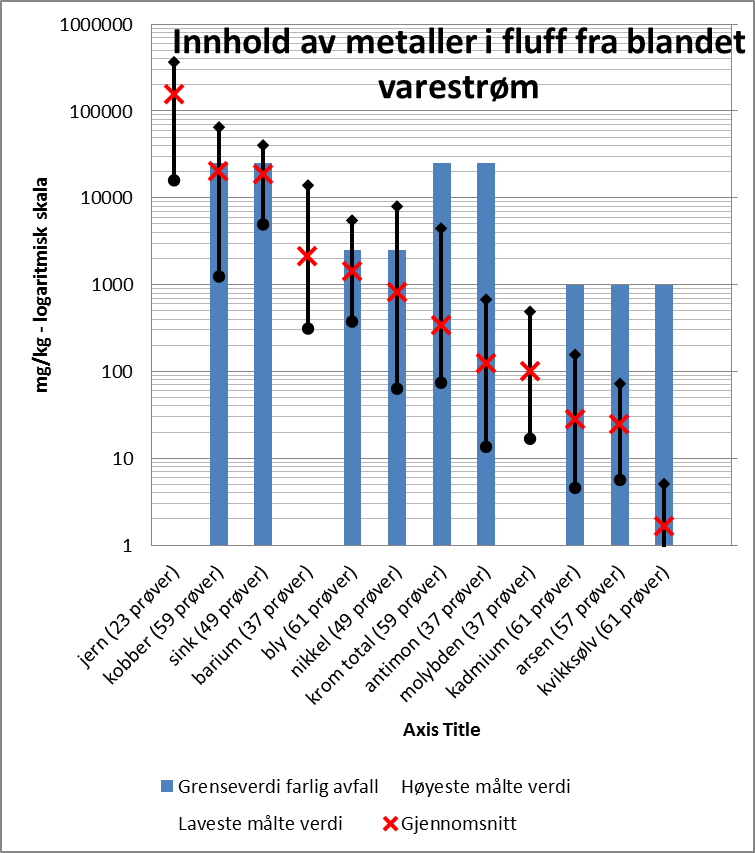 Innhold av metaller i fluff fra blandet
varestrøm
mg/kg - logaritmisk skala
1000000
100000
10000
1000
100
10
1
jern (23 prøver)
kobber (59 prøver)
sink (49 prøver)
barium (37 prøver)
bly (61 prøver)
nikkel (49 prøver)
krom total (59 prøver)
antimon (37 prøver)
molybden (37 prøver)
kadmium (61 prøver)
arsen (57 prøver)
kvikksølv (61 prøver)
Axis Title
Grenseverdi farlig avfall Høyeste målte verdi
Laveste målte verdi Gjennomsnitt